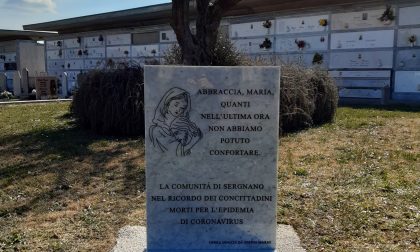 ABBRACCIA, MARIA,
QUANTI
NELL'ULTIMA ORA
NON ABBIAMO
POTUTO
CONFORTARE.
LA COMUNITÀ DI SERGNANO
NEL RICORDO DEI CONCITTADINI
MORTI PER L'EPIDEMIA
DI CORONAVIRUS